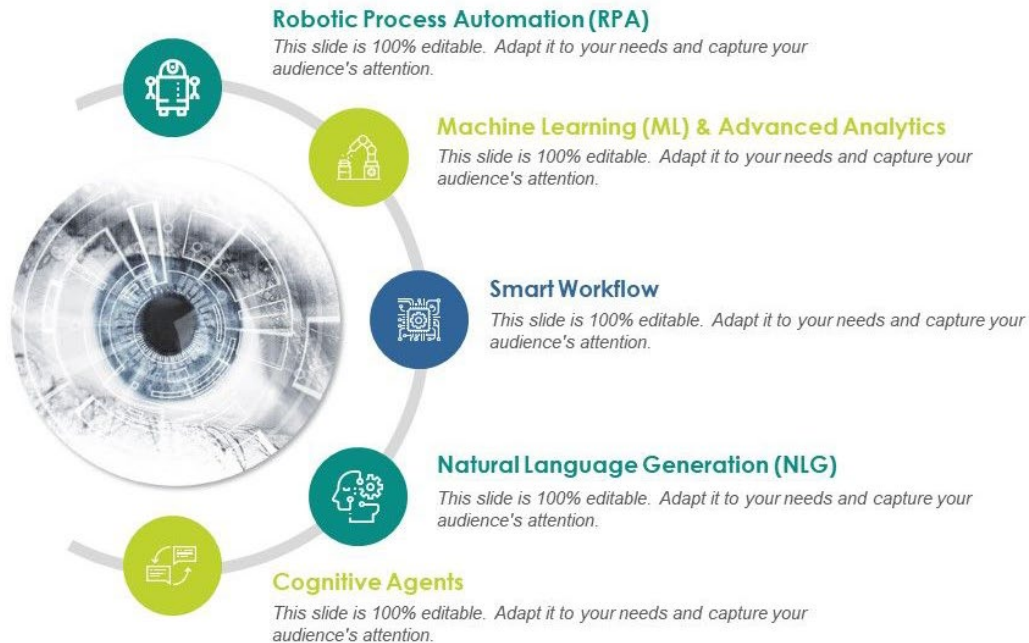 Robotic Process Automation (RPA)
This slide is 100% editable. Adapt it to your needs and capture your
audience's attention.
Machine Learning (ML) & Advanced Analytics
This slide is 100% editable. Adapt it to your needs and capture your
audience's attention.
Smart Workflow
This slide is 100% editable. Adapt it to your needs and capture your
audience's attention.
Natural Language Generation (NLG)
This slide is 100% editable. Adapt it to your needs and capture your
audience's attention.
Cognitive Agents
This slide is 100% editable. Adapt it to your needs and capture your
audience's attention.